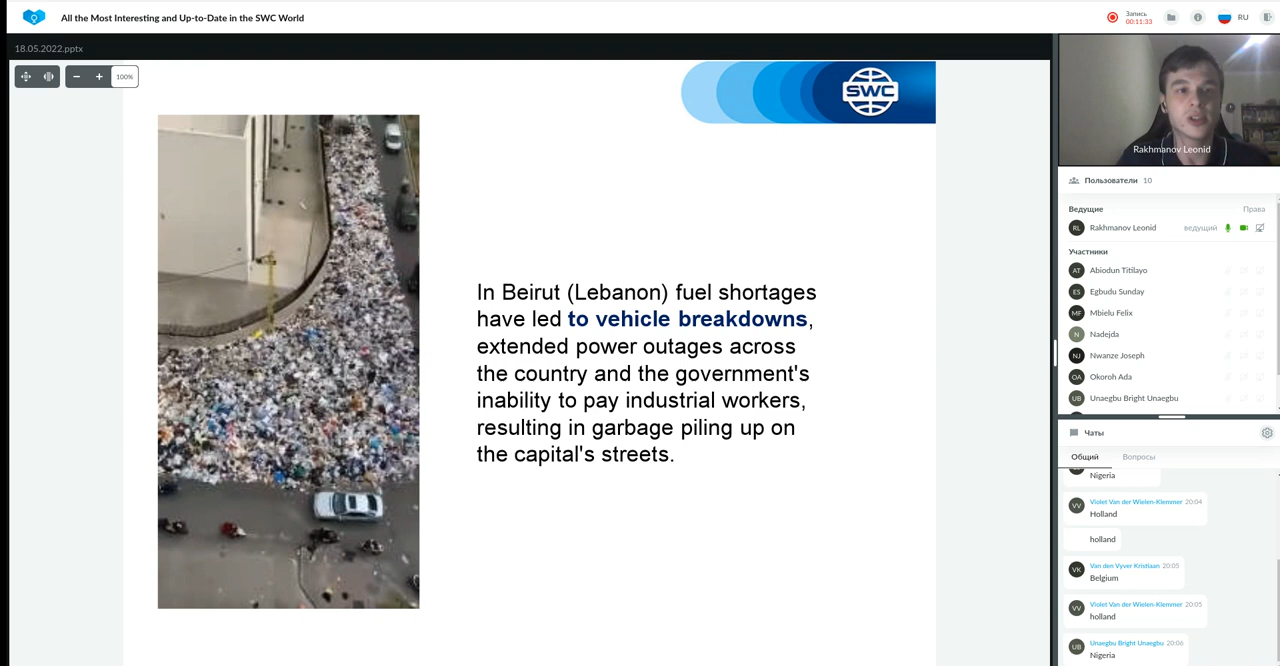 All the Most Interesting and Up-to-Date in the SWC World
Запись
00:11:33
RU
18.05.2022.pptx
100%
SWC
In Beirut (Lebanon) fuel shortages
have led to vehicle breakdowns,
extended power outages across
the country and the government's
inability to pay industrial workers,
resulting in garbage piling up on
the capital's streets.
Rakhmanov Leonid
Пользователи 10
Ведущие Права
RL Rakhmanov Leonid ведущий
Участники
AT Abiodun Titilayo
ES Egbudu Sunday
MF Mbielu Felix
N Nadejda
NJ Nwanze Joseph
OA Okoroh Ada
UB Unaegbu Bright Unaegbu
Чаты
Общий Вопросы
Nigeria
VV Violet Van der Wielen-Klemmer 20:04
Holland
holland
VK Van den Vyver Kristiaan 20:05
Belgium
VV Violet Van der Wielen-Klemmer 20:05
holland
UB Unaegbu Bright Unaegbu 20:06
Nigeria